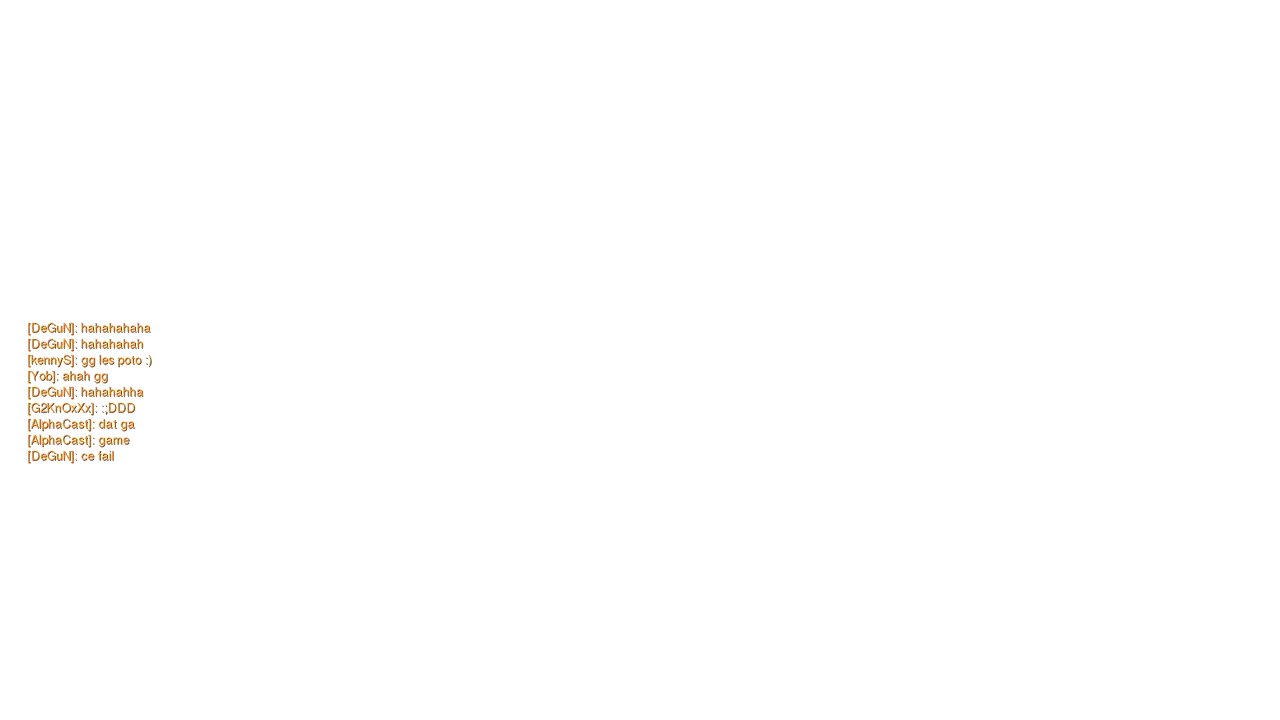 [DeGuN]: hahahahaha
[DeGuN]: hahahahah
[kennyS]: gg les poto :)
[Yob]: ahah gg
[DeGuN]: hahahahha
[G2KnOxXx]: :;DDD
[AlphaCast]: dat ga
[AlphaCast]: game
[DeGuN]: ce fail